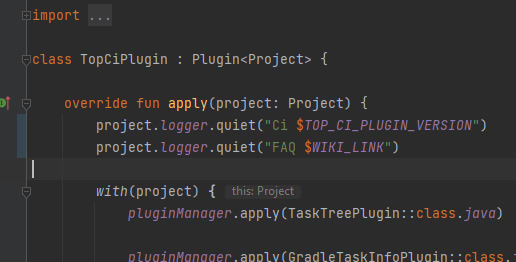 import ...
class TopCiPlugin : Plugin<Project> {
override fun apply(project: Project) {
project.logger.quiet("Ci $TOP_CI_PLUGIN_VERSION")
project.logger.quiet("FAQ $WIKI_LINK")
with(project) { this: Project
pluginManager.apply(TaskTreePlugin::class.java)
pluginManager.apply(GradleTaskInfoPlugin::class.